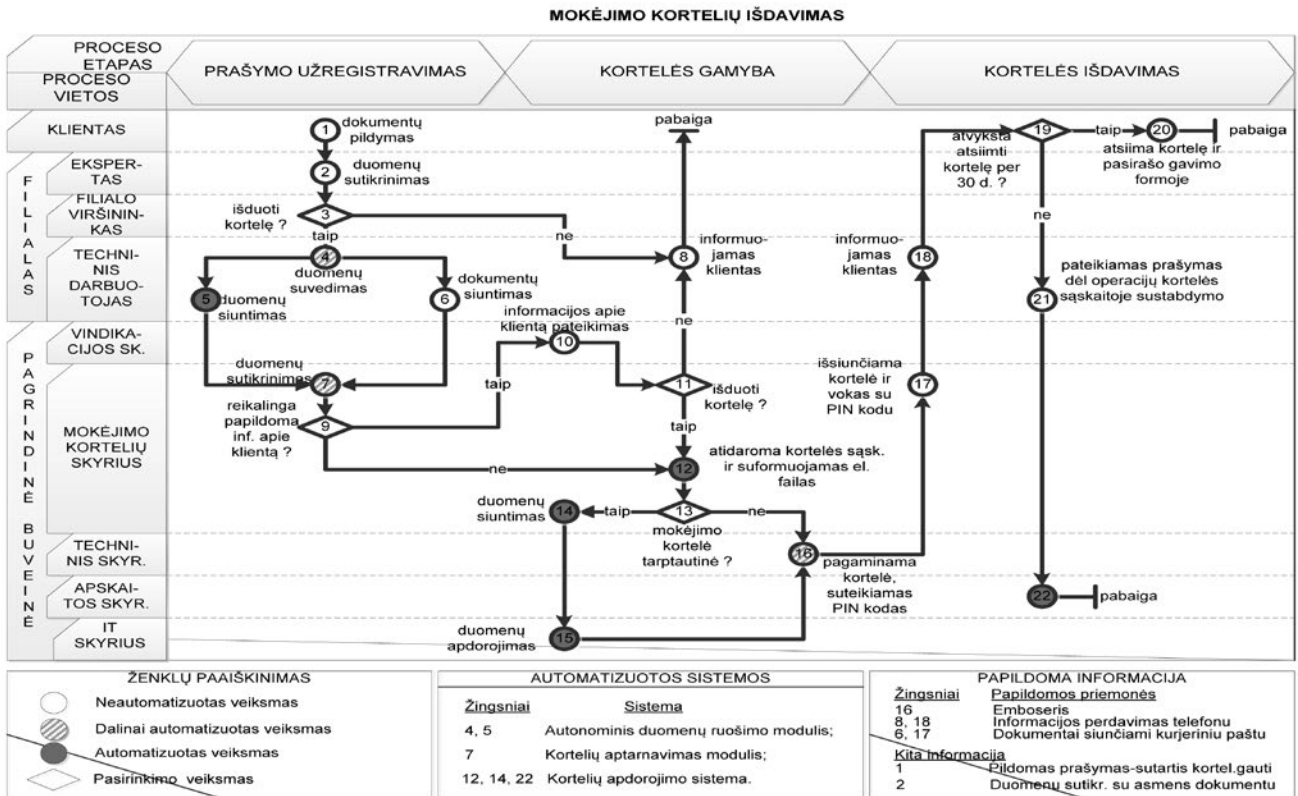 MOKĖJIMO KORTELIŲ IŠDAVIMAS
PROCESO
ETAPAS
PROCESO
VIETOS
PRAŠYMO UŽREGISTRAVIMAS
KORTELĖS GAMYBA
KORTELĖS IŠDAVIMAS
KLIENTAS
FILIALAS
EKSPER-
TAS
FILIALO
VIRŠININ-
KAS
TECHNI-
NIS
DARBUO-
TOJAS
PAGRINDINĖ BUVEINĖ
VINDIKA-
CIJOS SK.
MOKĖJIMO
KORTELIŲ
SKYRIUS
TECHNI-
NIS SKYR.
APSKAI-
TOS SKYR.
IT
SKYRIUS
1
dokumentų
pildymas
2
duomenų
sutikrinimas
išduoti
kortelę ?
3
taip
ne
4
duomenų
suvedimas
5
duomenų
siuntimas
6
dokumentų
siuntimas
duomenų
sutikrinimas
7
reikalinga
papildoma
inf. apie
klientą ?
9
taip
ne
pabaiga
8
informuo-
jamas
klientas
informacijos apie
klientą pateikimas
10
ne
11
išduoti
kortelę ?
taip
12
atidaroma kortelės sąsk.
ir suformuojamas el.
failas
duomenų
siuntimas
14
taip
13
ne
mokėjimo
kortelė
tarptautinė ?
16
pagaminama
kortelė,
suteikiamas
PIN kodas
duomenų
apdorojimas
15
informuo-
jamas
klientas
18
išsiunčiama
kortelė ir
vokas su
PIN kodu
17
19
atvyksta
atsiimti
kortelę per
30 d. ?
taip
20
pabaiga
atsiima kortelę ir
pasirašo gavimo
formoje
ne
pateikiamas prašymas
dėl operacijų kortelės
sąskaitoje sustabdymo
21
22
pabaiga
ŽENKLŲ PAAIŠKINIMAS
Neautomatizuotas veiksmas
Dalinai automatizuotas veiksmas
Automatizuotas veiksmas
Pasirinkimo veiksmas
AUTOMATIZUOTOS SISTEMOS
Žingsniai Sistema
4, 5 Autonominis duomenų ruošimo modulis;
7 Kortelių aptarnavimo modulis;
12, 14, 22 Kortelių apdorojimo sistema.
PAPILDOMA INFORMACIJA
Žingsniai Papildomos priemonės
16 Emboseris
8, 18 Informacijos perdavimas telefonu
6, 17 Dokumentai siunčiami kurjeriniu paštu
Kita informacija
1 Pildomas prašymas-sutartis kortel.gauti
2 Duomenų sutikr. su asmens dokumentu